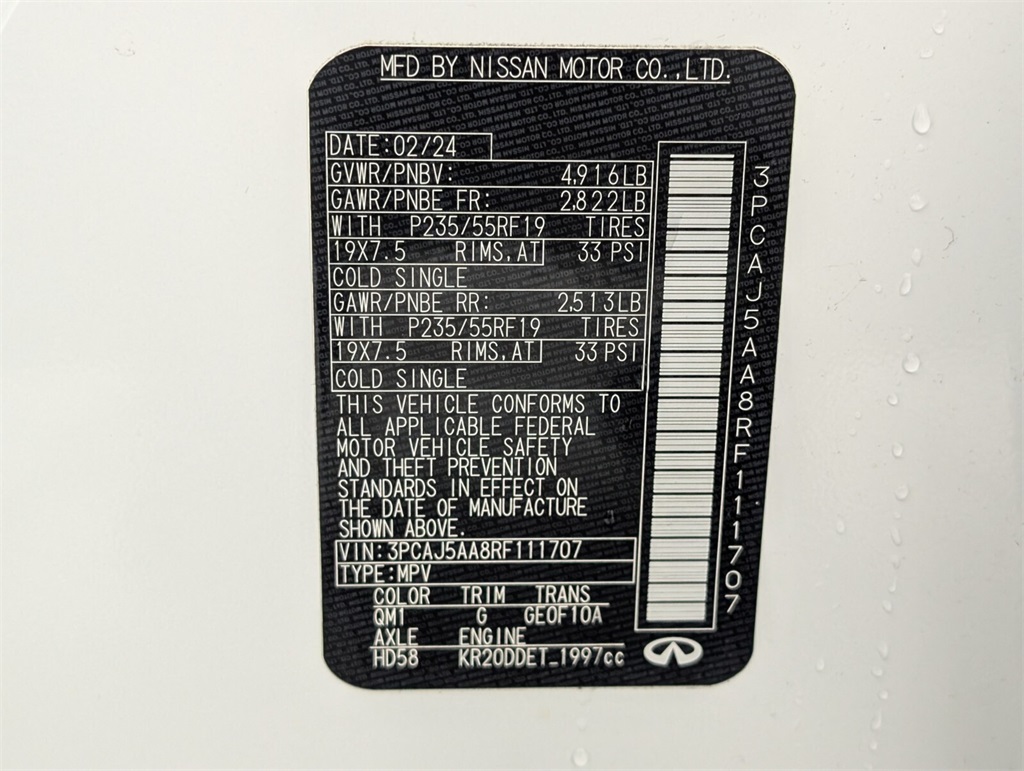 MFD BY NISSAN MOTOR CO.,LTD.
DATE:02/24
GVWR/PNBV: 4,916LB
GAWR/PNBE FR: 2,822LB
WITH P235/55RF19 TIRES
19X7.5 RIMS,AT 33 PSI
COLD SINGLE
GAWR/PNBE RR: 2,513LB
WITH P235/55RF19 TIRES
19X7.5 RIMS,AT 33 PSI
COLD SINGLE
THIS VEHICLE CONFORMS TO
ALL APPLICABLE FEDERAL
MOTOR VEHICLE SAFETY
AND THEFT PREVENTION
STANDARDS IN EFFECT ON
THE DATE OF MANUFACTURE
SHOWN ABOVE.
VIN:3PCAJ5AA8RF111707
TYPE:MPV
COLOR TRIM TRANS
QM1 G GE0F10A
AXLE ENGINE
HD58 KR20DDET_1997cc
3PCAJ5AA8RF111707